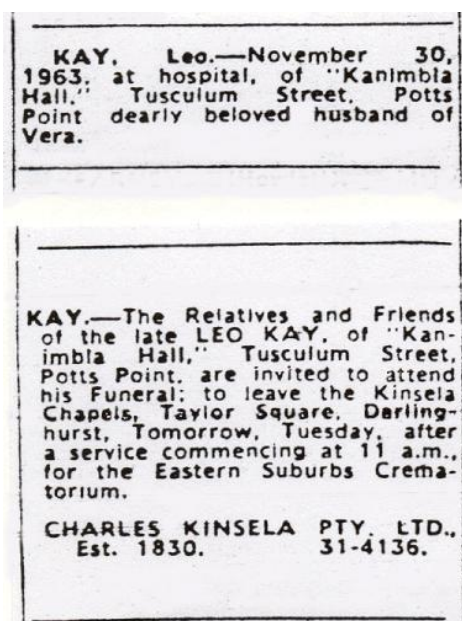 KAY, Leo.—November 30,
1963, at hospital, of "Kanimbla
Hall," Tusculum Street, Potts
Point dearly beloved husband of
Vera.
KAY.—The Relatives and Friends
of the late LEO KAY, of "Kan-
imbla Hall," Tusculum Street,
Potts Point, are invited to attend
his Funeral; to leave the Kinsela
Chapels, Taylor Square, Darling-
hurst, Tomorrow, Tuesday, after
a service commencing at 11 a.m.,
for the Eastern Suburbs Crema-
torium.
CHARLES KINSELA PTY. LTD.,
Est. 1830. 31-4136.